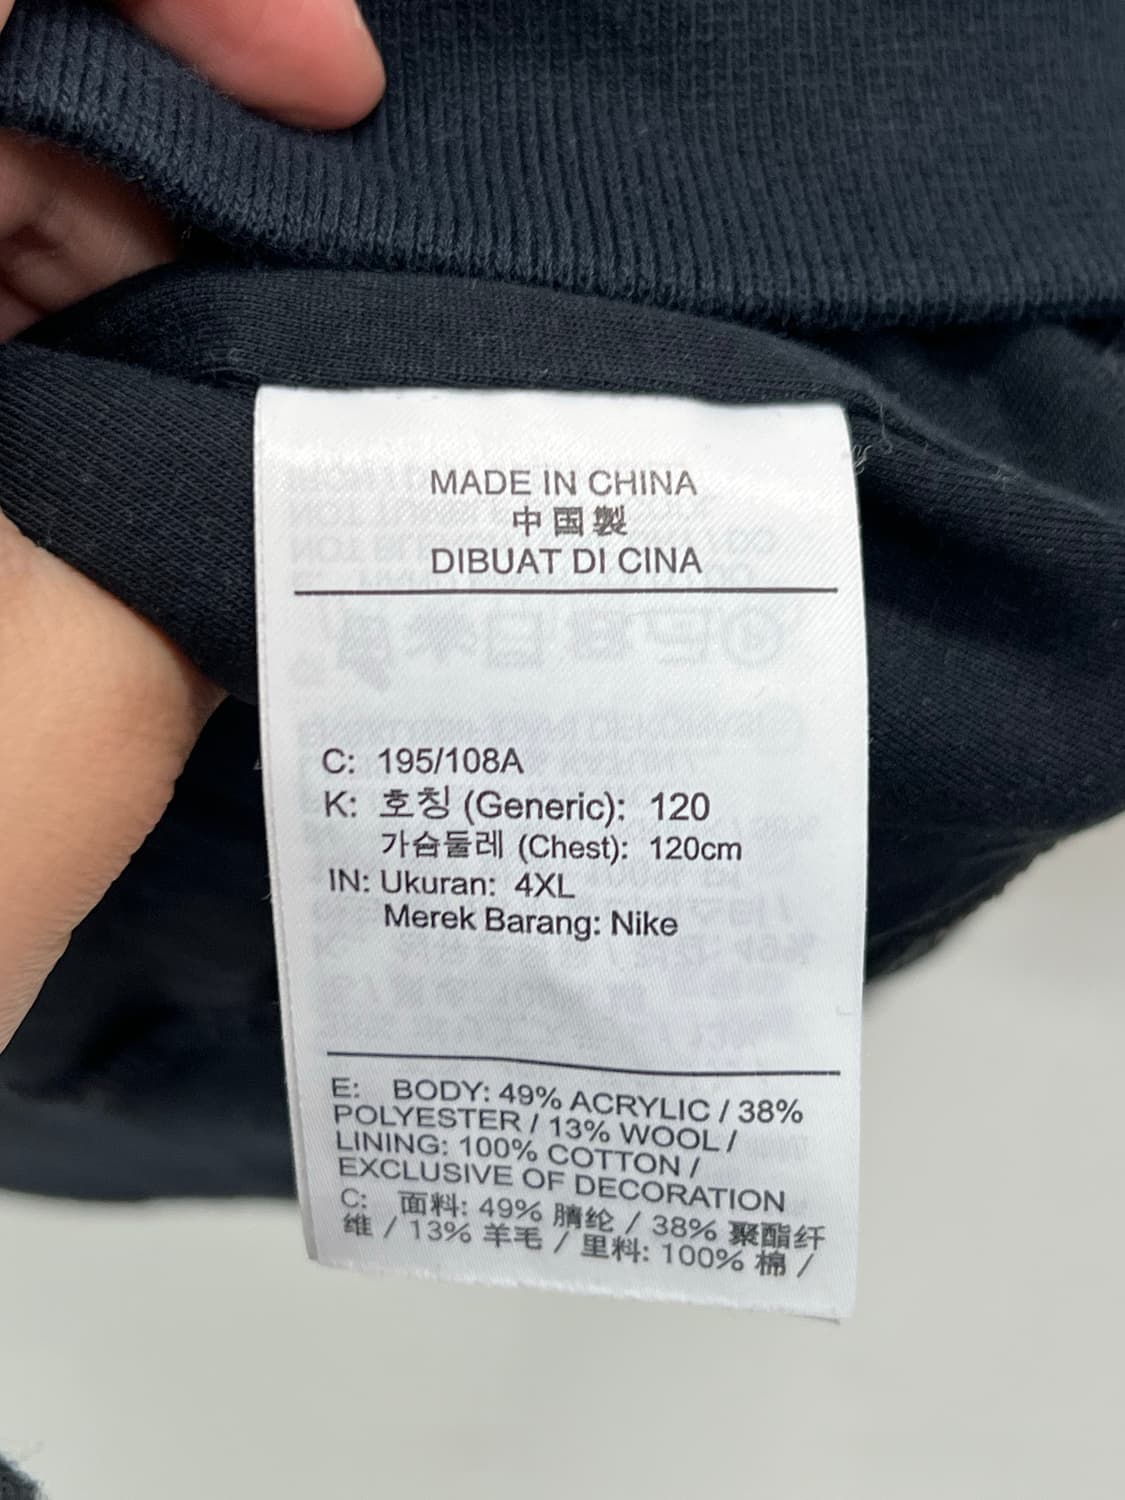 MADE IN CHINA
中国製
DIBUAT DI CINA
C: 195/108A
K: 호칭 (Generic): 120
가슴둘레 (Chest): 120cm
IN: Ukuran: 4XL
Merek Barang: Nike
E: BODY: 49% ACRYLIC / 38%
POLYESTER / 13% WOOL /
LINING: 100% COTTON /
EXCLUSIVE OF DECORATION
C: 面料: 49% 腈纶 / 38% 聚酯纤
维 / 13% 羊毛 / 里料: 100% 棉 /